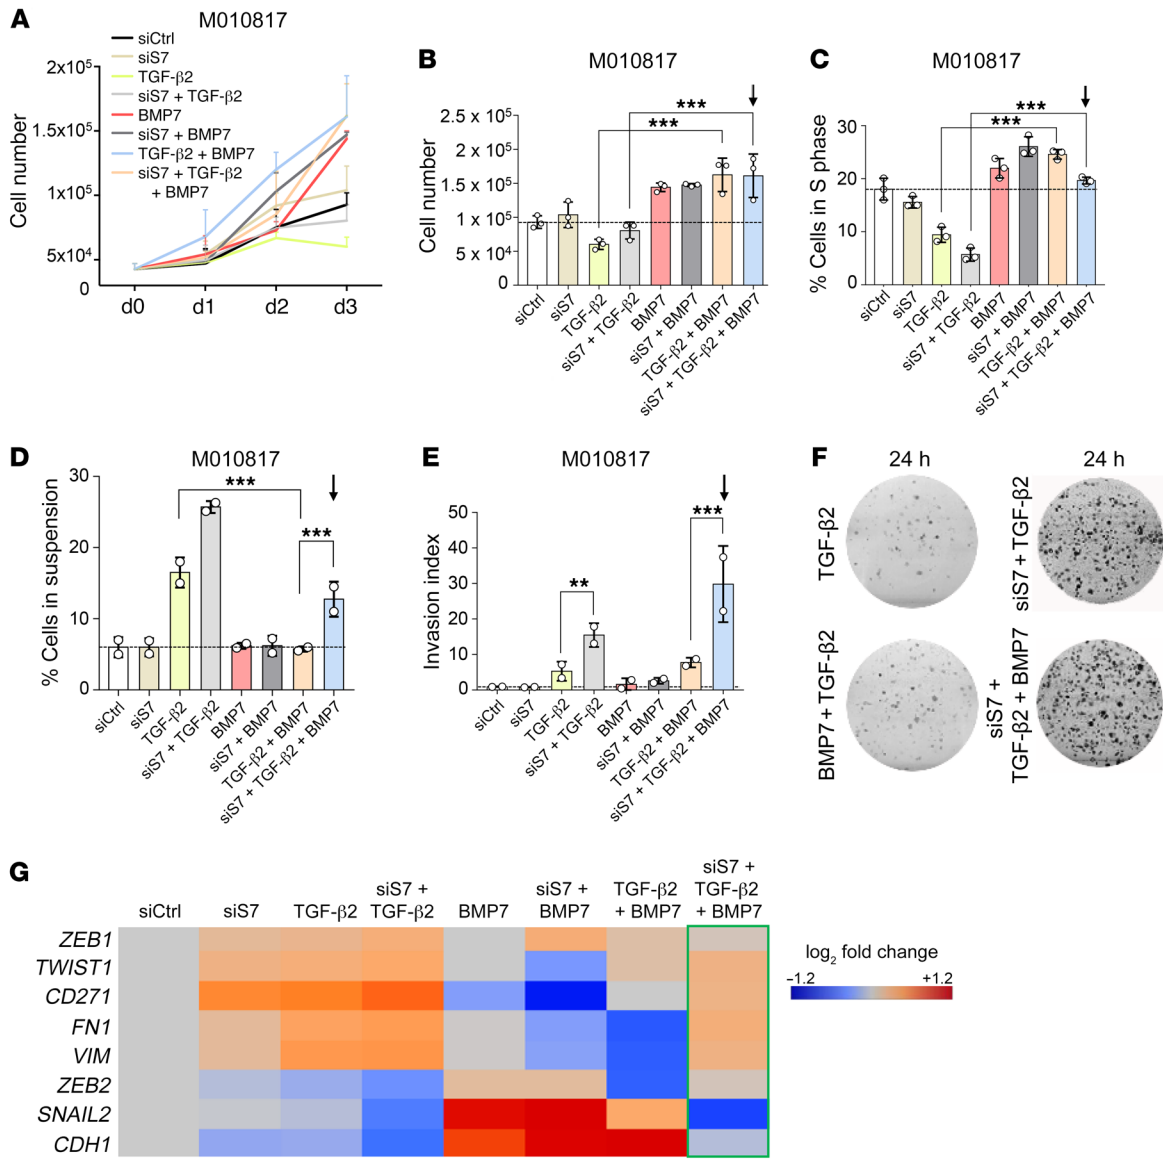 A
M010817
siCtrl
siS7
TGF-β2
siS7 + TGF-β2
BMP7
siS7 + BMP7
TGF-β2 + BMP7
siS7 + TGF-β2
+ BMP7
Cell number
2x10⁵
1.5x10⁵
1x10⁵
5x10⁴
0
d0 d1 d2 d3
B
M010817
Cell number
2.5 x 10⁵
2 x 10⁵
1.5 x 10⁵
1 x 10⁵
5 x 10⁴
0
***
***
siCtrl
siS7
TGF-β2
siS7 + TGF-β2
BMP7
siS7 + BMP7
TGF-β2 + BMP7
siS7 + TGF-β2 + BMP7
C
M010817
% Cells in S phase
30
20
10
0
***
***
siCtrl
siS7
TGF-β2
siS7 + TGF-β2
BMP7
siS7 + BMP7
TGF-β2 + BMP7
siS7 + TGF-β2 + BMP7
D
M010817
% Cells in suspension
30
20
10
0
***
***
siCtrl
siS7
TGF-β2
siS7 + TGF-β2
BMP7
siS7 + BMP7
TGF-β2 + BMP7
siS7 + TGF-β2 + BMP7
E
M010817
Invasion index
50
40
30
20
10
0
**
***
siCtrl
siS7
TGF-β2
siS7 + TGF-β2
BMP7
siS7 + BMP7
TGF-β2 + BMP7
siS7 + TGF-β2 + BMP7
F
24 h
24 h
TGF-β2
siS7 + TGF-β2
BMP7 + TGF-β2
siS7 +
TGF-β2 + BMP7
G
siCtrl
siS7
TGF-β2
siS7 +
TGF-β2
BMP7
siS7 +
BMP7
TGF-β2
+ BMP7
siS7 +
TGF-β2
+ BMP7
ZEB1
TWIST1
CD271
FN1
VIM
ZEB2
SNAIL2
CDH1
log₂ fold change
−1.2 +1.2